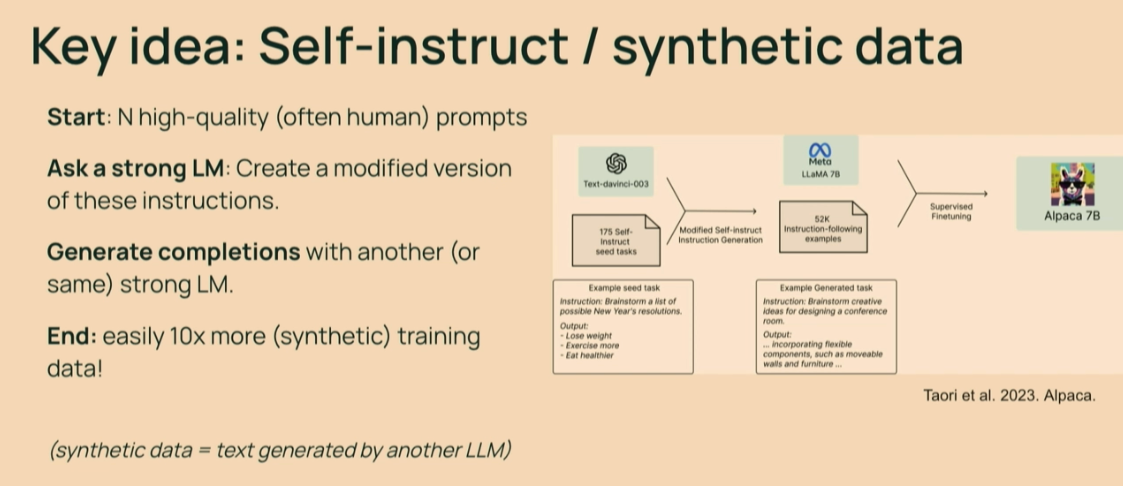 Key idea: Self-instruct / synthetic data
Start: N high-quality (often human) prompts
Ask a strong LM: Create a modified version
of these instructions.
Generate completions with another (or
same) strong LM.
End: easily 10x more (synthetic) training
data!
(synthetic data = text generated by another LLM)
Text-davinci-003
175 Self-
Instruct
seed tasks
Modified Self-instruct
Instruction Generation
Meta
LLaMA 7B
52K
Instruction-following
examples
Supervised
Finetuning
Alpaca 7B
Example seed task
Instruction: Brainstorm a list of
possible New Year's resolutions.
Output:
- Lose weight
- Exercise more
- Eat healthier
Example Generated task
Instruction: Brainstorm creative
ideas for designing a conference
room.
Output:
... incorporating flexible
components, such as moveable
walls and furniture ...
Taori et al. 2023. Alpaca.